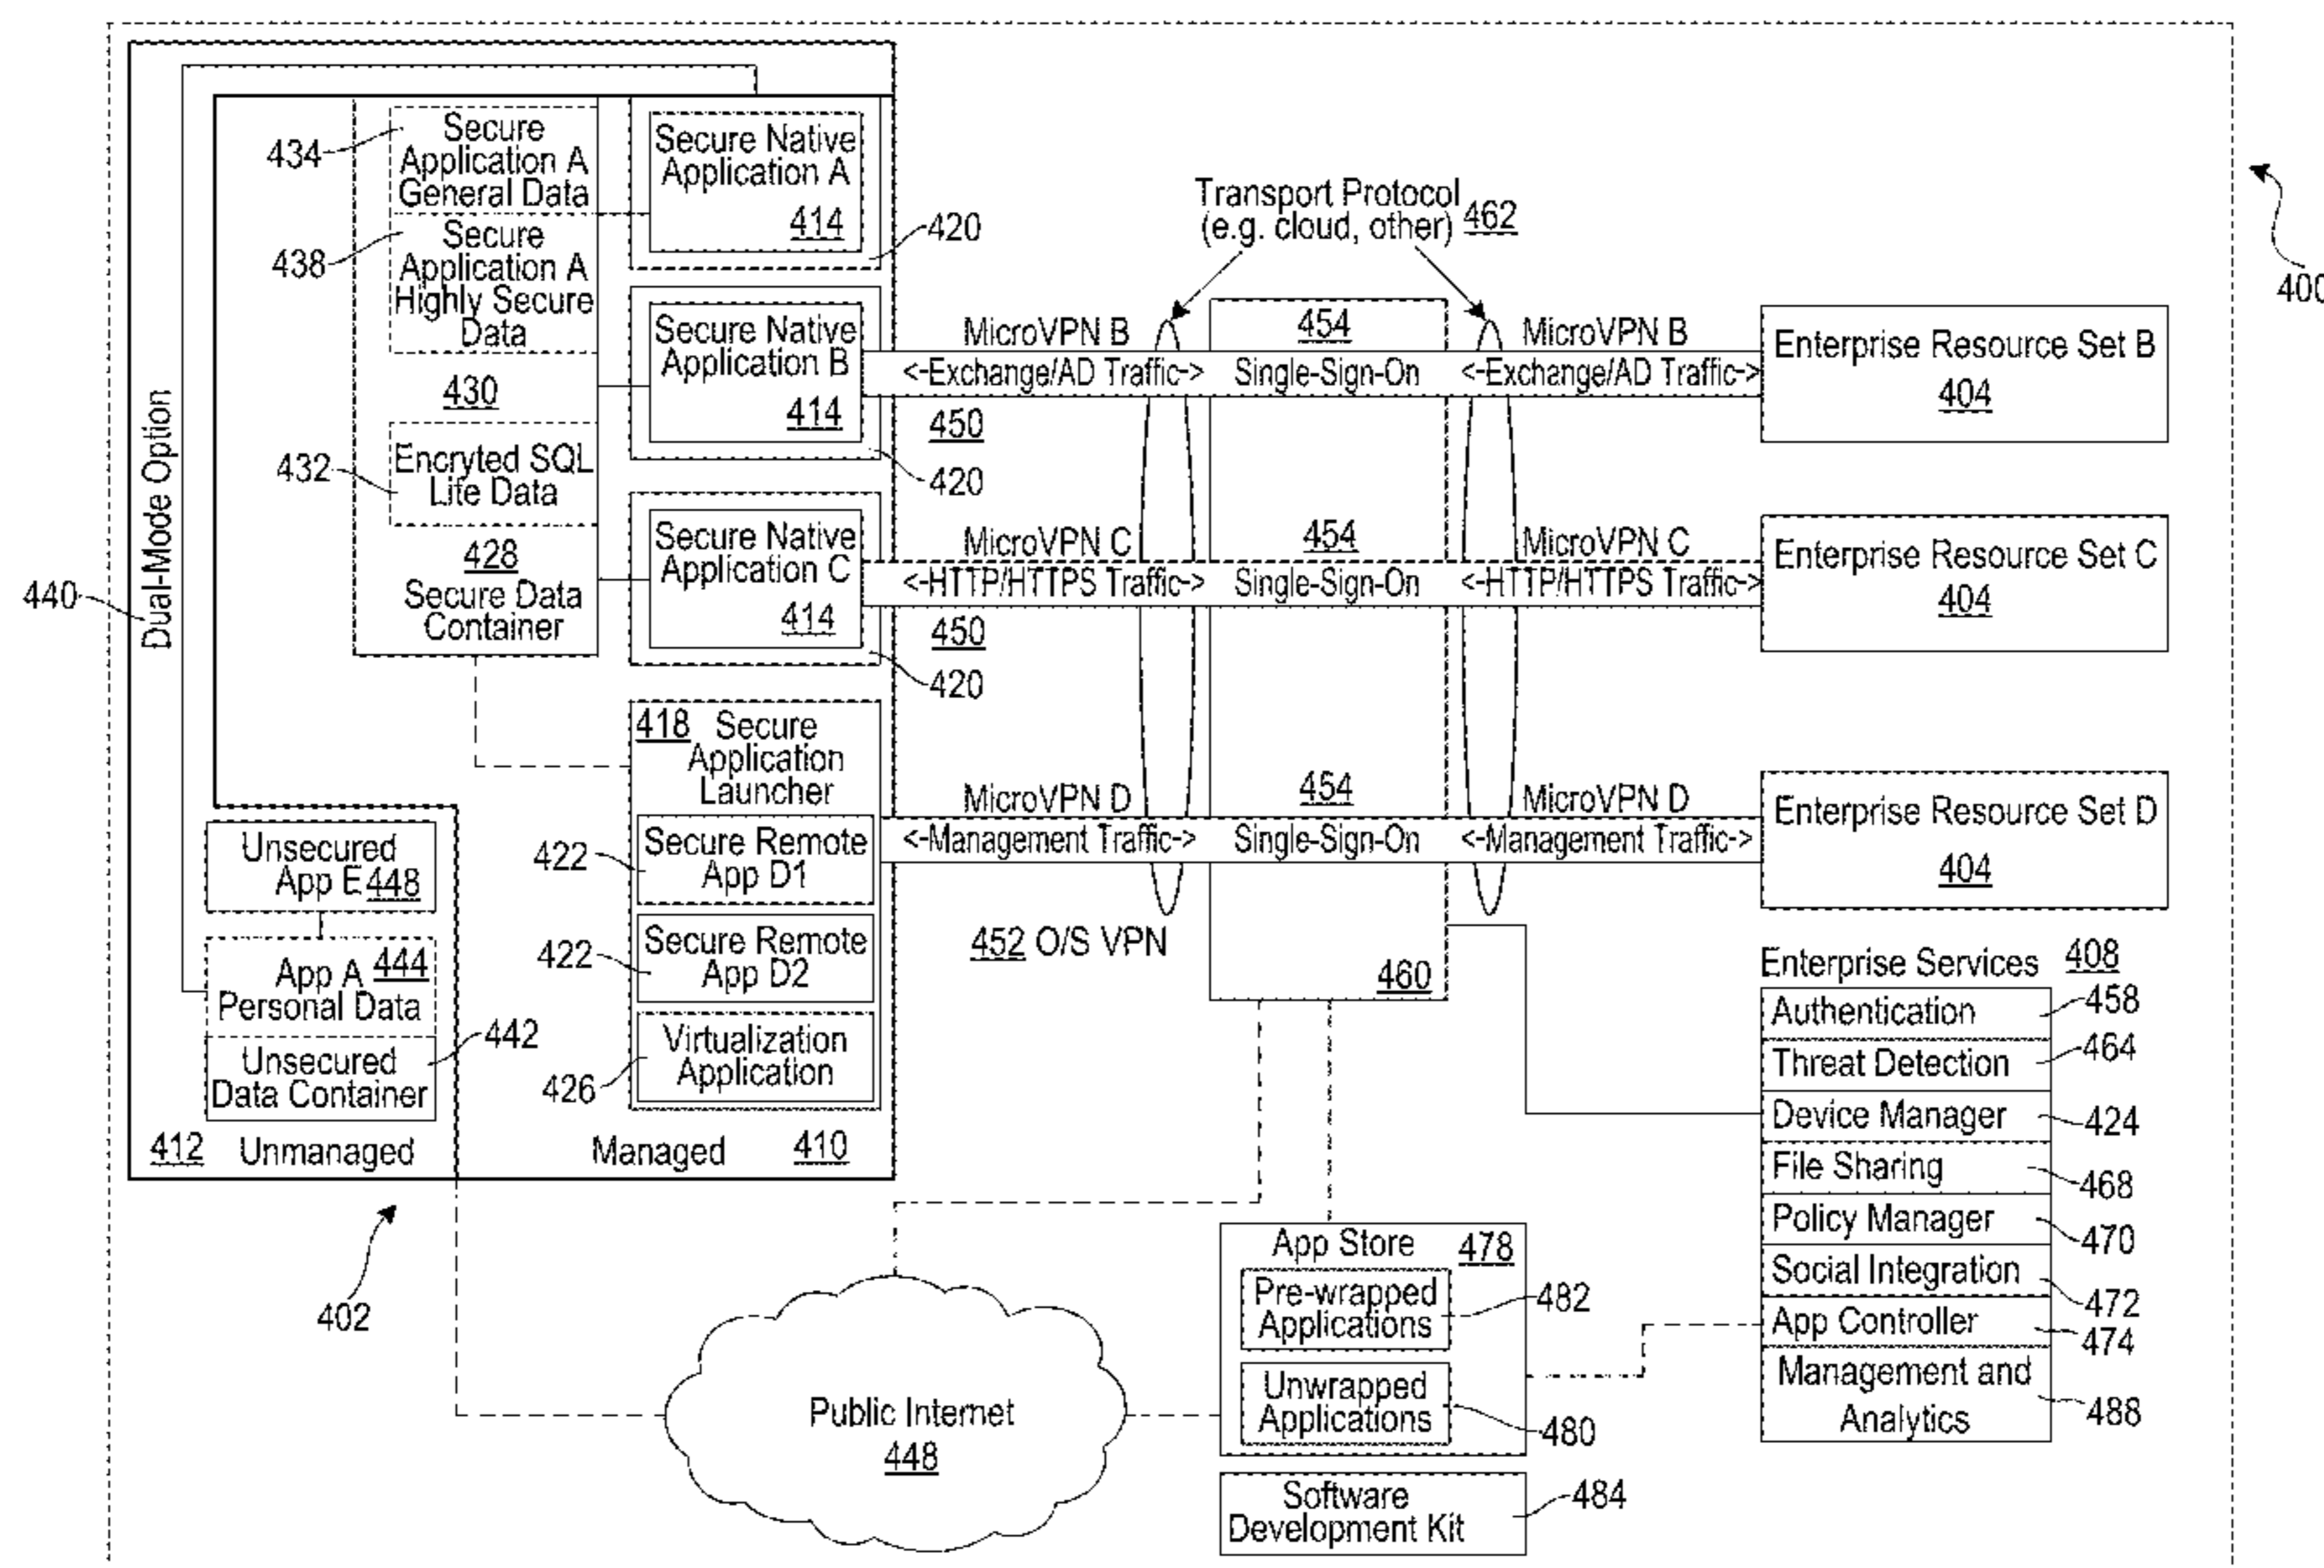 Dual-Mode Option
440
434
Secure
Application A
General Data
438
Secure
Application A
Highly Secure
Data
430
432
Encryted SQL
Life Data
428
Secure Data
Container
Secure Native
Application A
414
420
Secure Native
Application B
414
420
Secure Native
Application C
414
420
418 Secure
Application
Launcher
422
Secure Remote
App D1
422
Secure Remote
App D2
426
Virtualization
Application
Unsecured
App E 448
App A 444
Personal Data
Unsecured
Data Container
442
412 Unmanaged
Managed 410
402
Transport Protocol
(e.g. cloud, other) 462
400
MicroVPN B
<-Exchange/AD Traffic->
450
454
Single-Sign-On
MicroVPN B
<-Exchange/AD Traffic->
Enterprise Resource Set B
404
MicroVPN C
<-HTTP/HTTPS Traffic->
450
454
Single-Sign-On
MicroVPN C
<-HTTP/HTTPS Traffic->
Enterprise Resource Set C
404
MicroVPN D
<-Management Traffic->
454
Single-Sign-On
MicroVPN D
<-Management Traffic->
Enterprise Resource Set D
404
452 O/S VPN
460
Enterprise Services 408
Authentication 458
Threat Detection 464
Device Manager 424
File Sharing 468
Policy Manager 470
Social Integration 472
App Controller 474
Management and
Analytics 488
Public Internet
448
App Store 478
Pre-wrapped
Applications 482
Unwrapped
Applications 480
Software
Development Kit 484